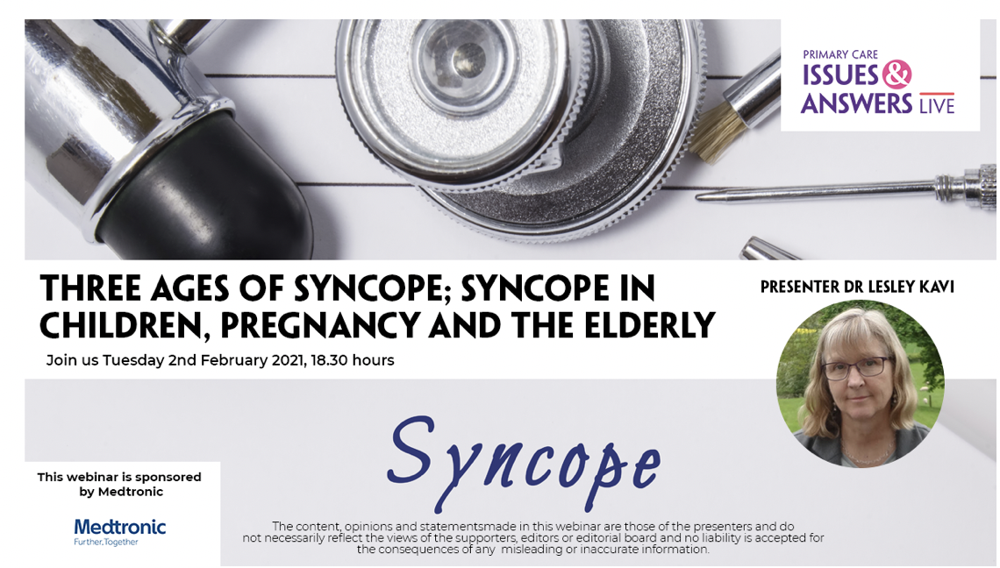 PRIMARY CARE
ISSUES &
ANSWERS LIVE
THREE AGES OF SYNCOPE; SYNCOPE IN
CHILDREN, PREGNANCY AND THE ELDERLY
Join us Tuesday 2nd February 2021, 18.30 hours
PRESENTER DR LESLEY KAVI
Syncope
This webinar is sponsored
by Medtronic
Medtronic
Further, Together
The content, opinions and statementsmade in this webinar are those of the presenters and do
not necessarily reflect the views of the supporters, editors or editorial board and no liability is accepted for
the consequences of any misleading or inaccurate information.